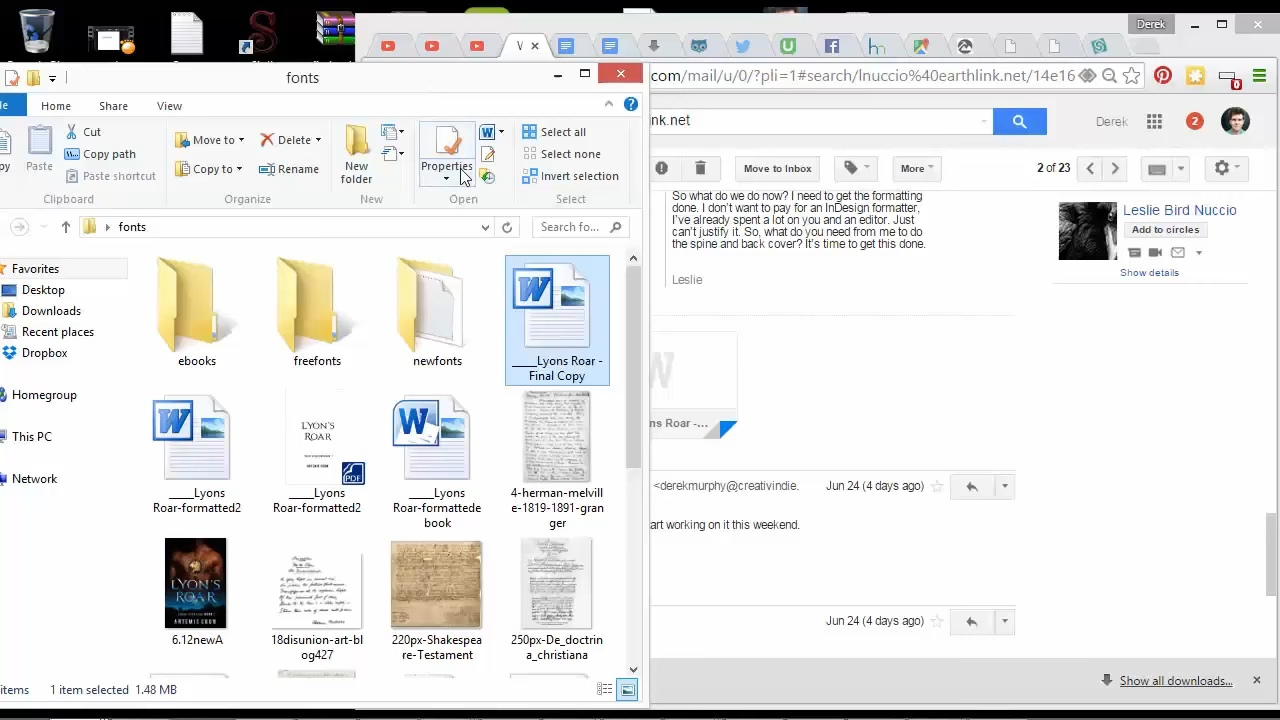 Derek
fonts
com/mail/u/0/?pli=1#search/lnuccio%40earthlink.net/14e16
0
le
Home
Share
View
nk.net
Derek
2
Cut
Copy path
Paste shortcut
py
Paste
Clipboard
Move to
Delete
Copy to
Rename
Organize
New
folder
New
Properties
Open
Select all
Select none
Invert selection
Select
Move to Inbox
More
2 of 23
fonts
Search fo...
So what do we do now? I need to get the formatting
done. I don't want to pay for an InDesign formatter.
I've already spent a lot on you and an editor. Just
can't justify it. So, what do you need from me to do
the spine and back cover? It's time to get this done.
Leslie
Leslie Bird Nuccio
Add to circles
Show details
Favorites
Desktop
Downloads
Recent places
Dropbox
Homegroup
This PC
Network
ebooks
freefonts
newfonts
____Lyons Roar -
Final Copy
____Lyons
Roar-formatted2
LYON'S
ROAR
PDF
____Lyons
Roar-formatted2
____Lyons
Roar-formattede
book
4-herman-melvill
e-1819-1891-gran
ger
LYON'S
ROAR
ARTEMIS CROW
6.12newA
18disunion-art-bl
og427
220px-Shakespea
re-Testament
250px-De_doctrin
a_christiana
W
ns Roar -...
<derekmurphy@creativindie.
Jun 24 (4 days ago)
art working on it this weekend.
Jun 24 (4 days ago)
items
1 item selected 1.48 MB
Show all downloads...